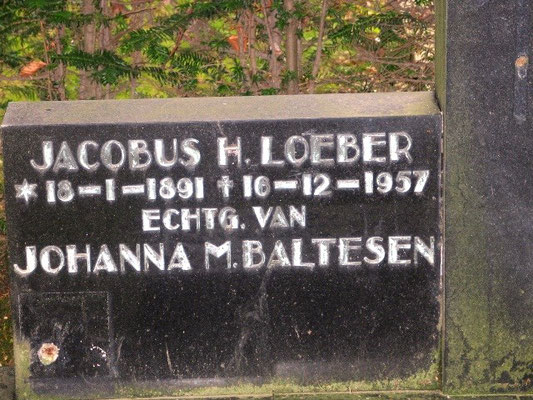 JACOBUS H. LOEBER
* 18-1-1891 † 16-12-1957
ECHTG. VAN
JOHANNA M. BALTESEN